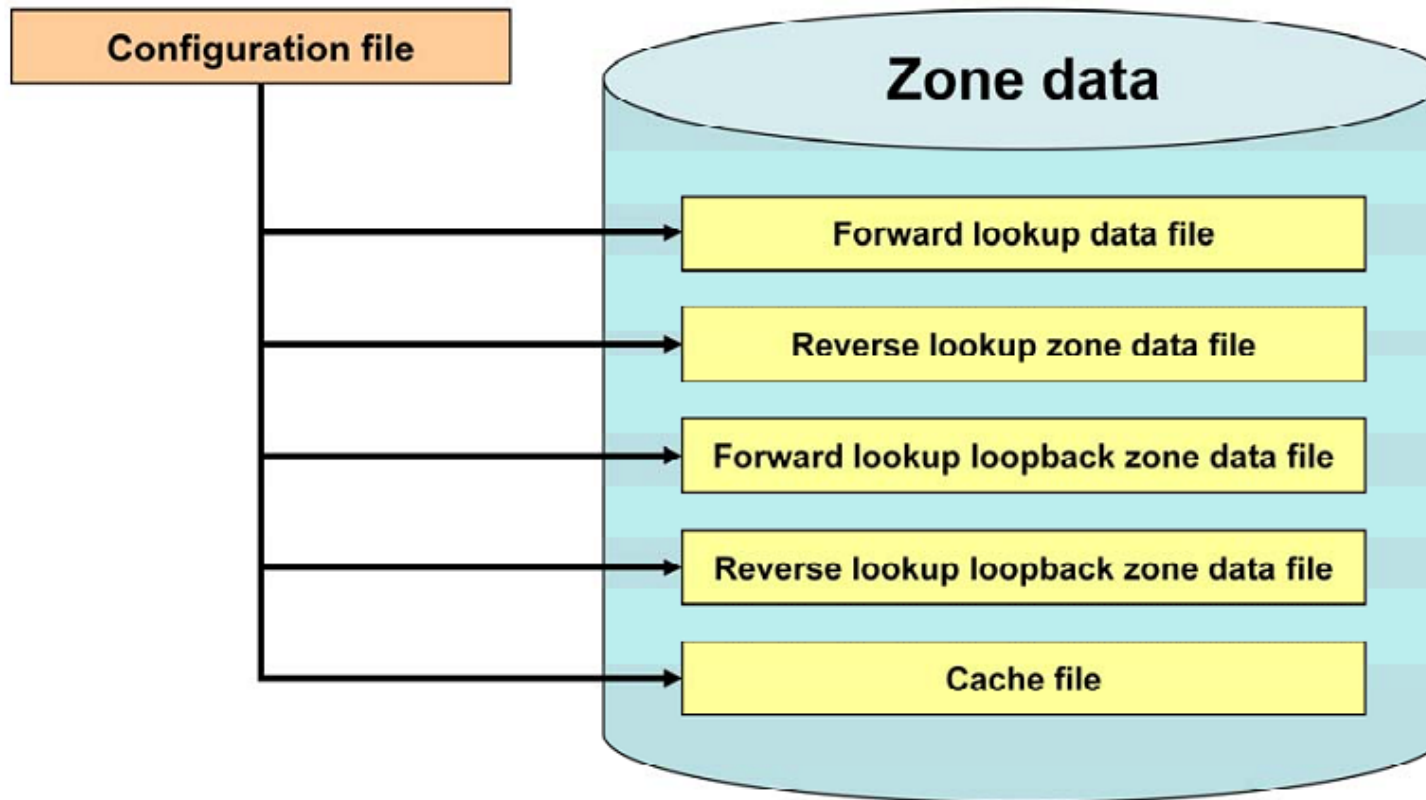 Configuration file
Zone data
Forward lookup data file
Reverse lookup zone data file
Forward lookup loopback zone data file
Reverse lookup loopback zone data file
Cache file